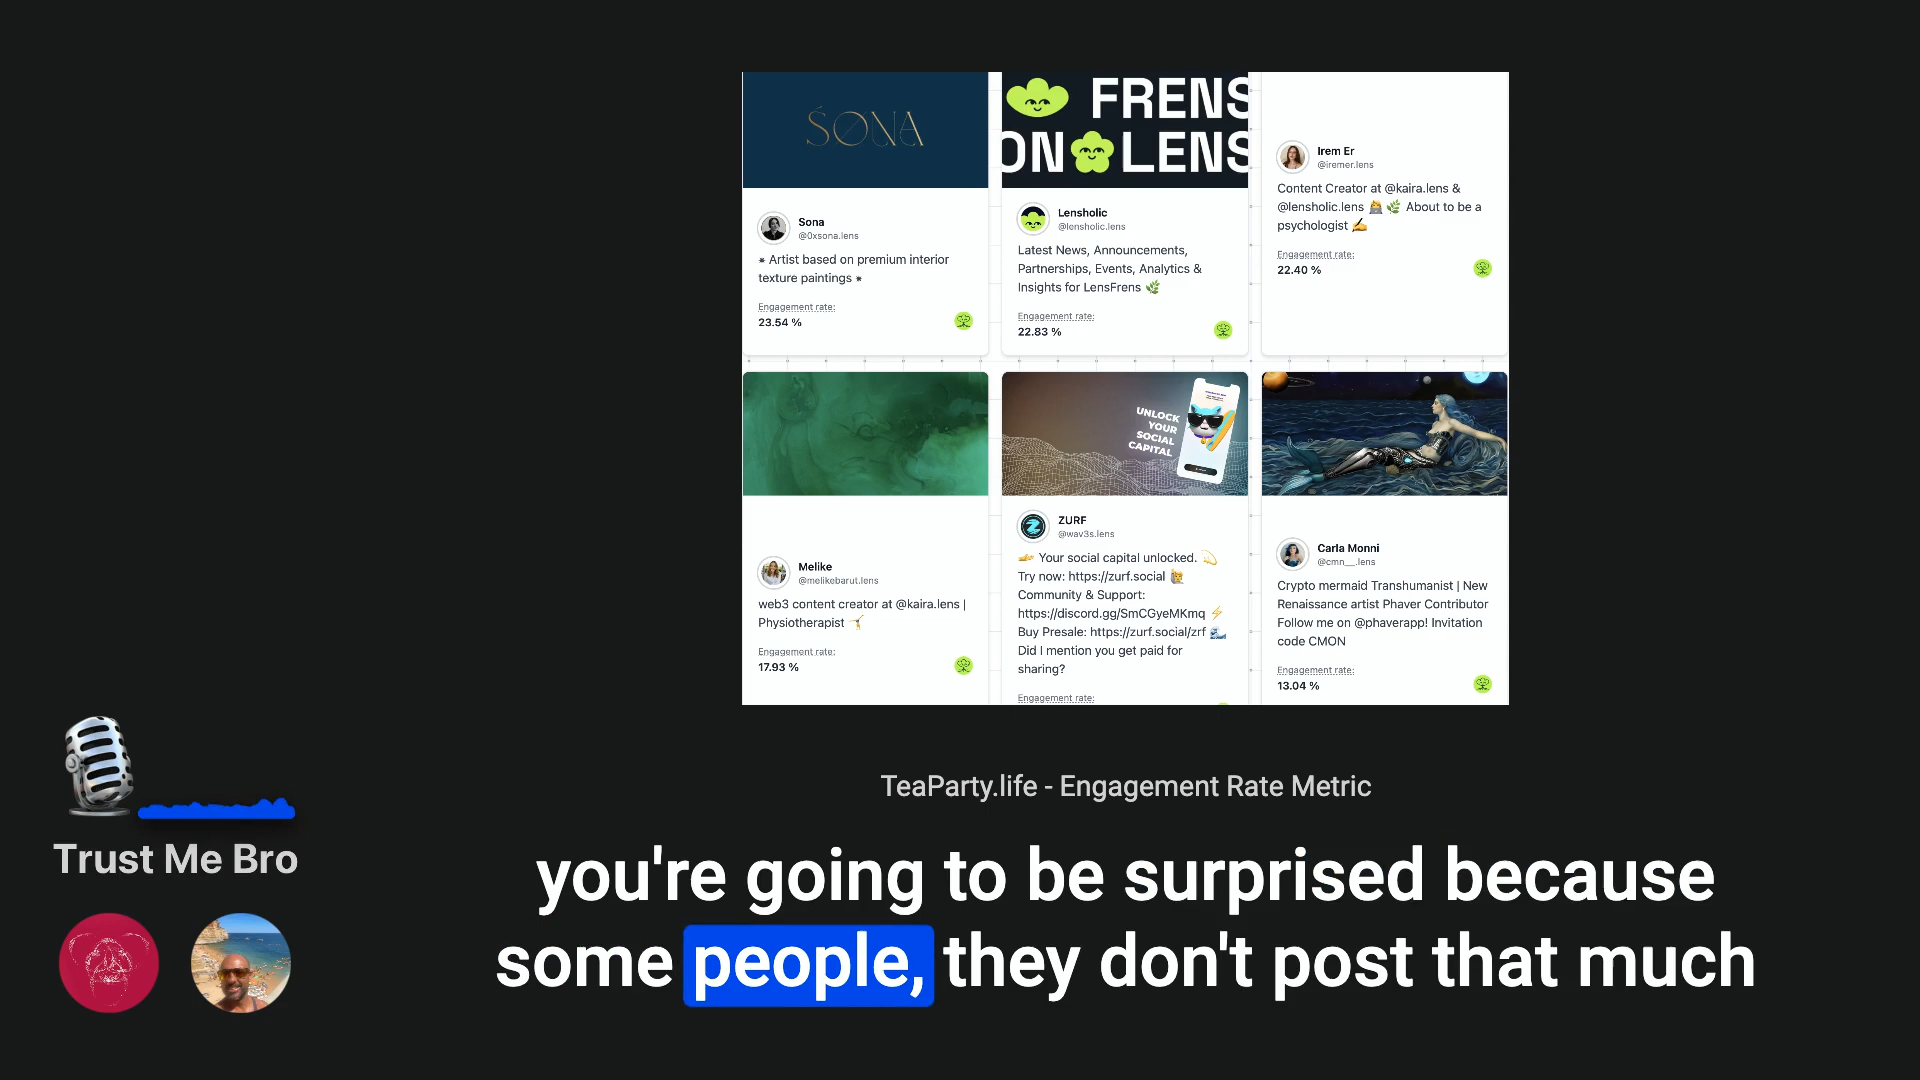 SONA
Sona
@0xsona.lens
✷ Artist based on premium interior
texture paintings ✷
Engagement rate:
23.54 %
FRENS
ON LENS
Lensholic
@lensholic.lens
Latest News, Announcements,
Partnerships, Events, Analytics &
Insights for LensFrens 🌿
Engagement rate:
22.83 %
Irem Er
@iremer.lens
Content Creator at @kaira.lens &
@lensholic.lens 👩‍💻 🌿 About to be a
psychologist ✍️
Engagement rate:
22.40 %
Melike
@melikebarut.lens
web3 content creator at @kaira.lens |
Physiotherapist 🤸
Engagement rate:
17.93 %
UNLOCK
YOUR
SOCIAL
CAPITAL
ZURF
@wav3s.lens
🫴 Your social capital unlocked. 💫
Try now: https://zurf.social 🙋
Community & Support:
https://discord.gg/SmCGyeMKmq ⚡
Buy Presale: https://zurf.social/zrf 🌊
Did I mention you get paid for
sharing?
Engagement rate:
Carla Monni
@cmn__.lens
Crypto mermaid Transhumanist | New
Renaissance artist Phaver Contributor
Follow me on @phaverapp! Invitation
code CMON
Engagement rate:
13.04 %
TeaParty.life - Engagement Rate Metric
Trust Me Bro
you're going to be surprised because
some people, they don't post that much